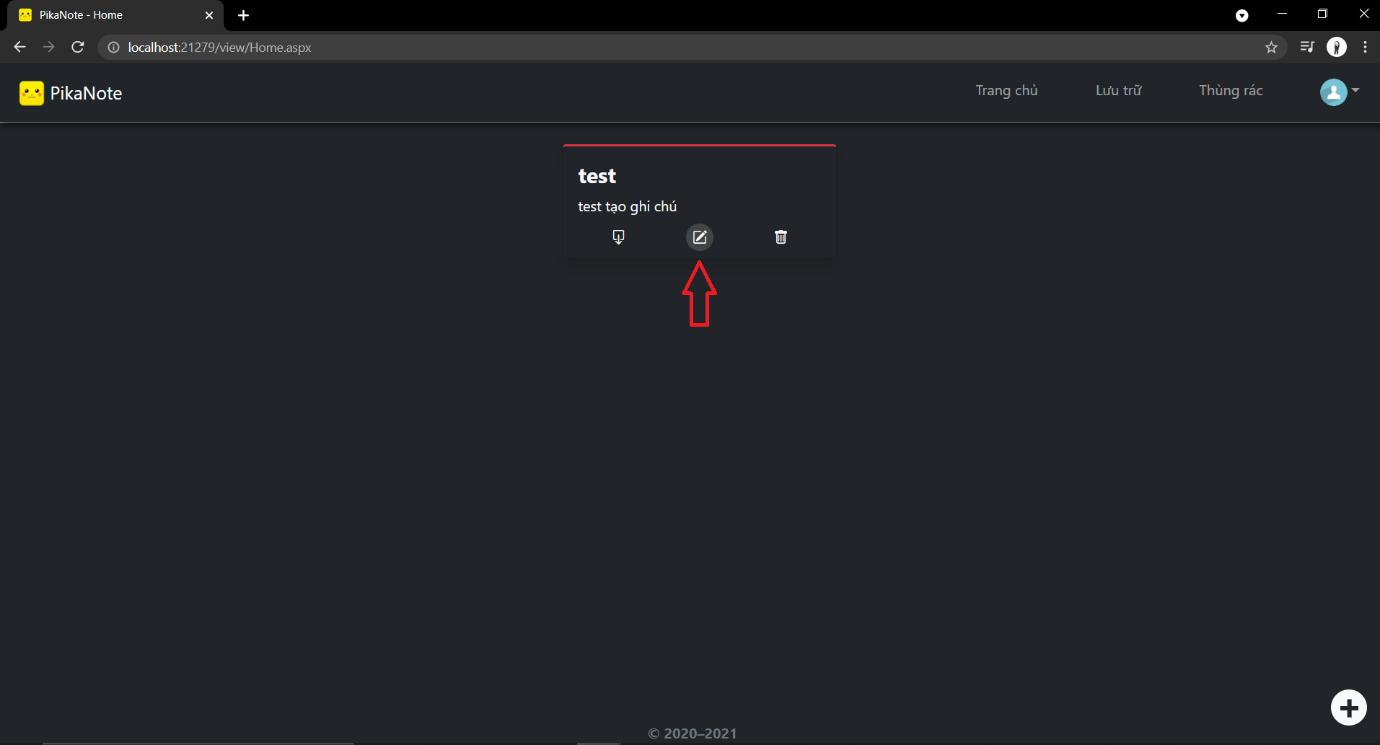 PikaNote - Home
localhost:21279/view/Home.aspx
PikaNote
Trang chủ
Lưu trữ
Thùng rác
test
test tạo ghi chú
© 2020–2021